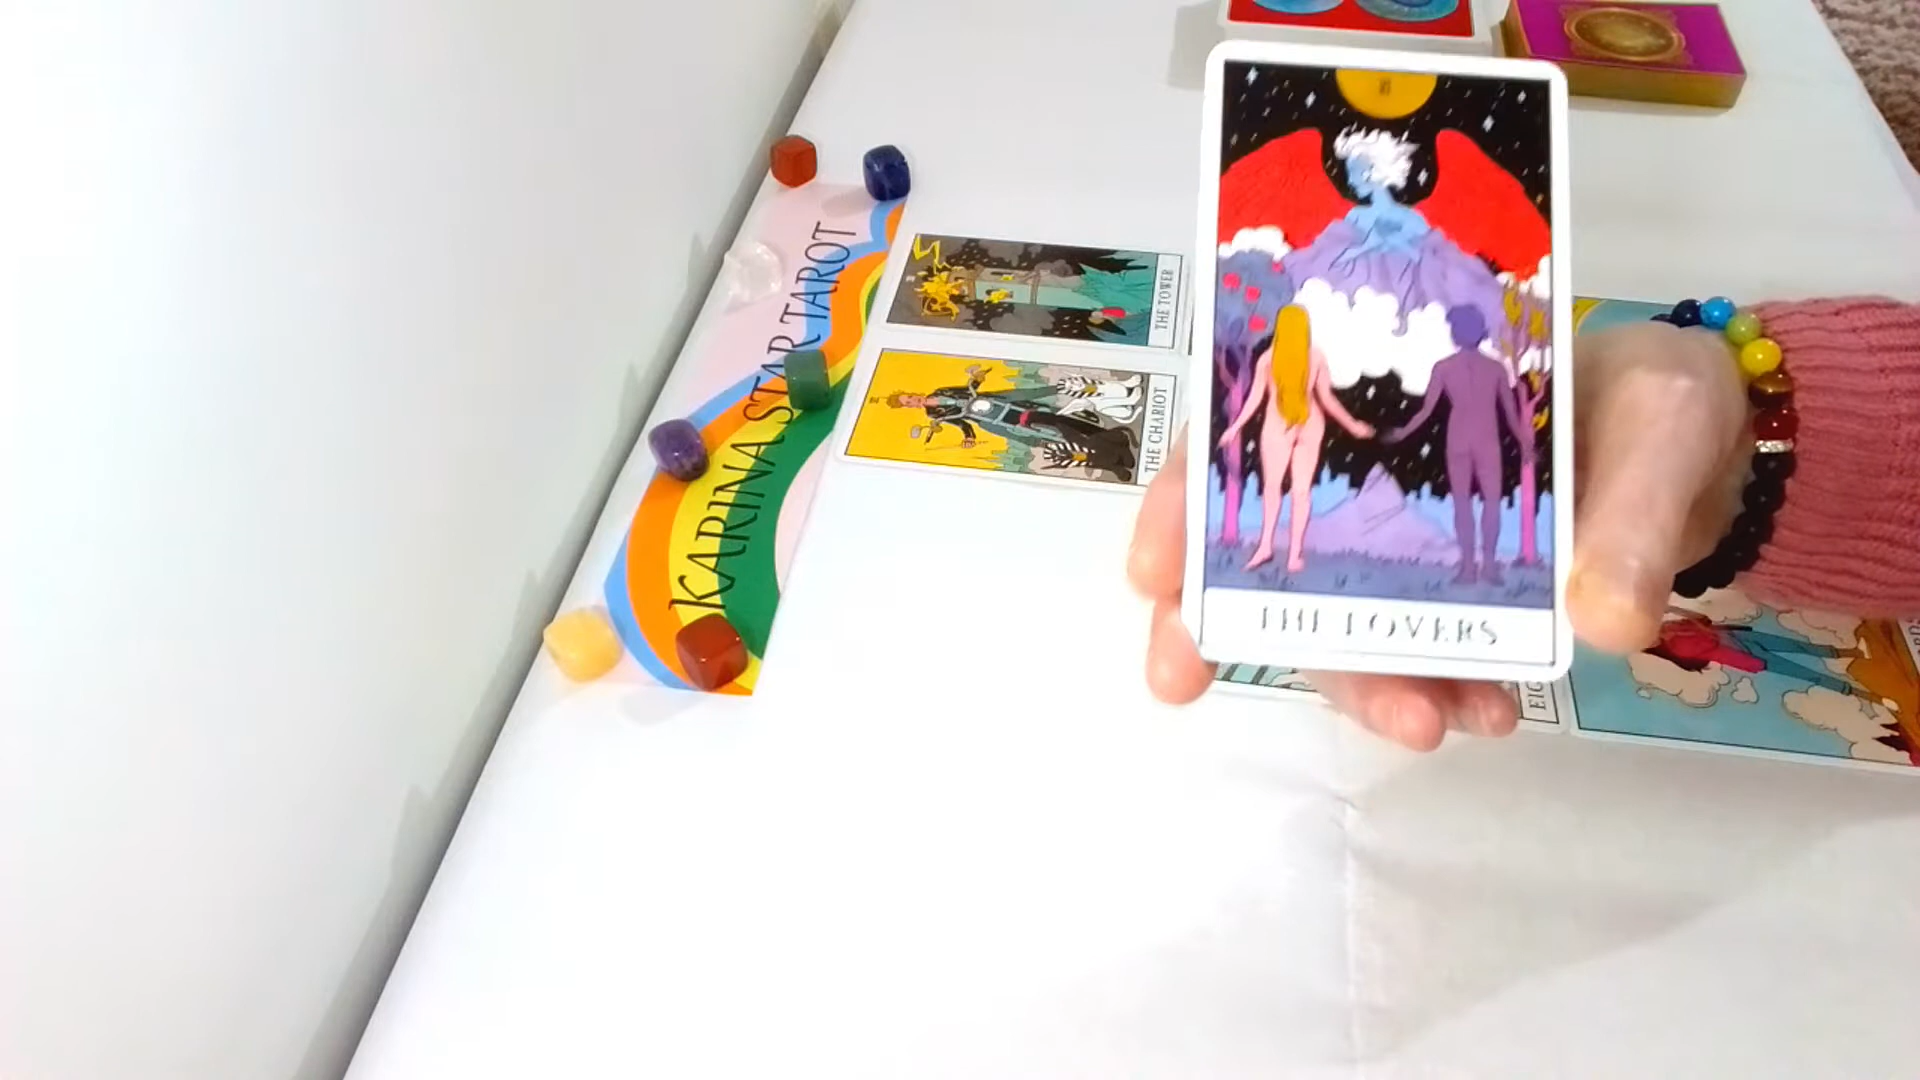 KARINA STAR TAROT
THE TOWER
THE CHARIOT
THE LOVERS